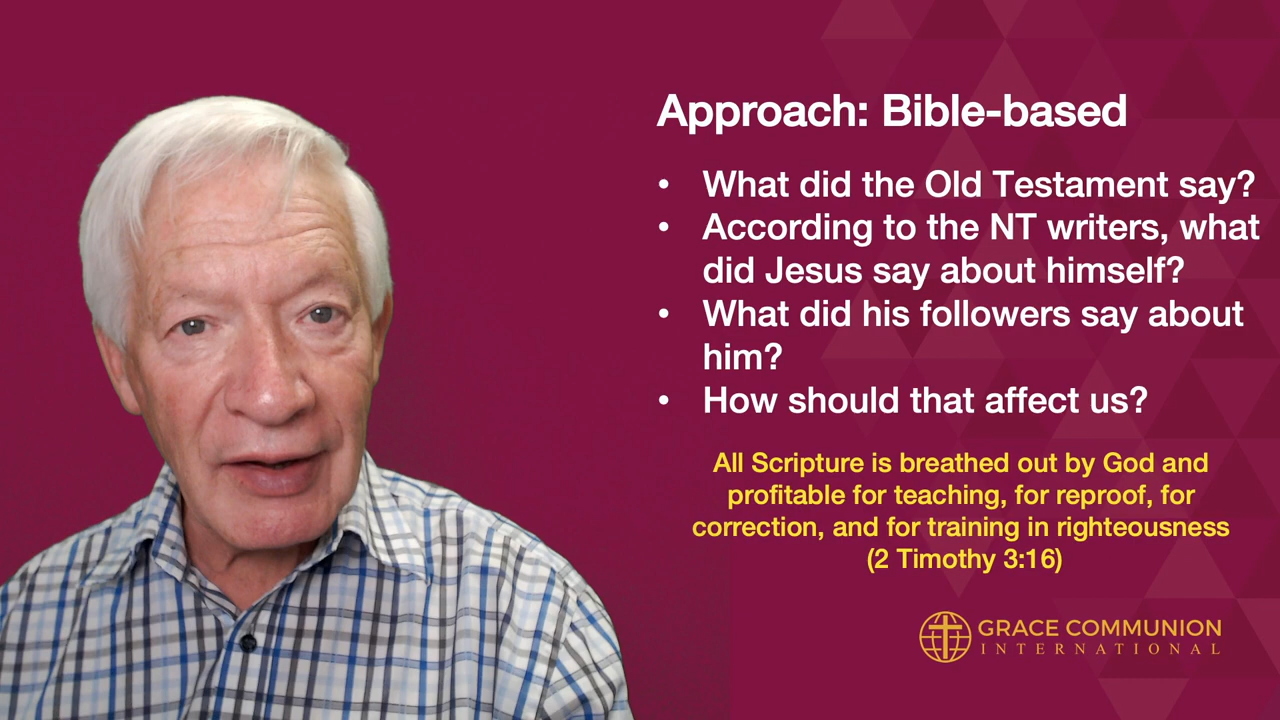 Approach: Bible-based
• What did the Old Testament say?
• According to the NT writers, what
did Jesus say about himself?
• What did his followers say about
him?
• How should that affect us?
All Scripture is breathed out by God and
profitable for teaching, for reproof, for
correction, and for training in righteousness
(2 Timothy 3:16)
GRACE COMMUNION
INTERNATIONAL